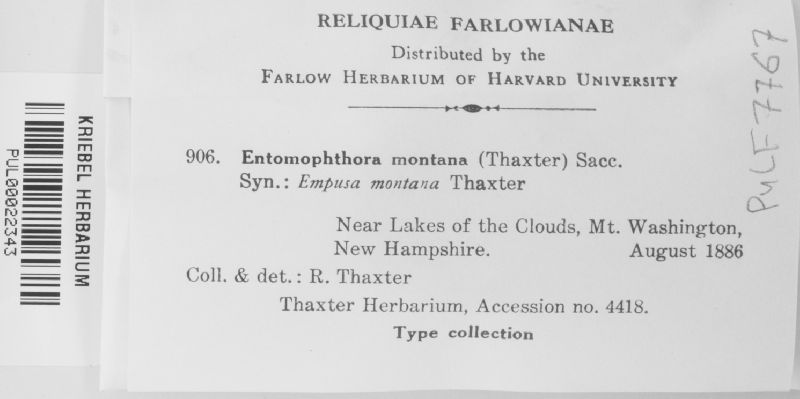 RELIQUIAE FARLOWIANAE
Distributed by the
FARLOW HERBARIUM OF HARVARD UNIVERSITY
906. Entomophthora montana (Thaxter) Sacc.
Syn.: Empusa montana Thaxter
Near Lakes of the Clouds, Mt. Washington,
New Hampshire. August 1886
Coll. & det.: R. Thaxter
Thaxter Herbarium, Accession no. 4418.
Type collection
PUL F 7767
KRIEBEL HERBARIUM
PUL00022343